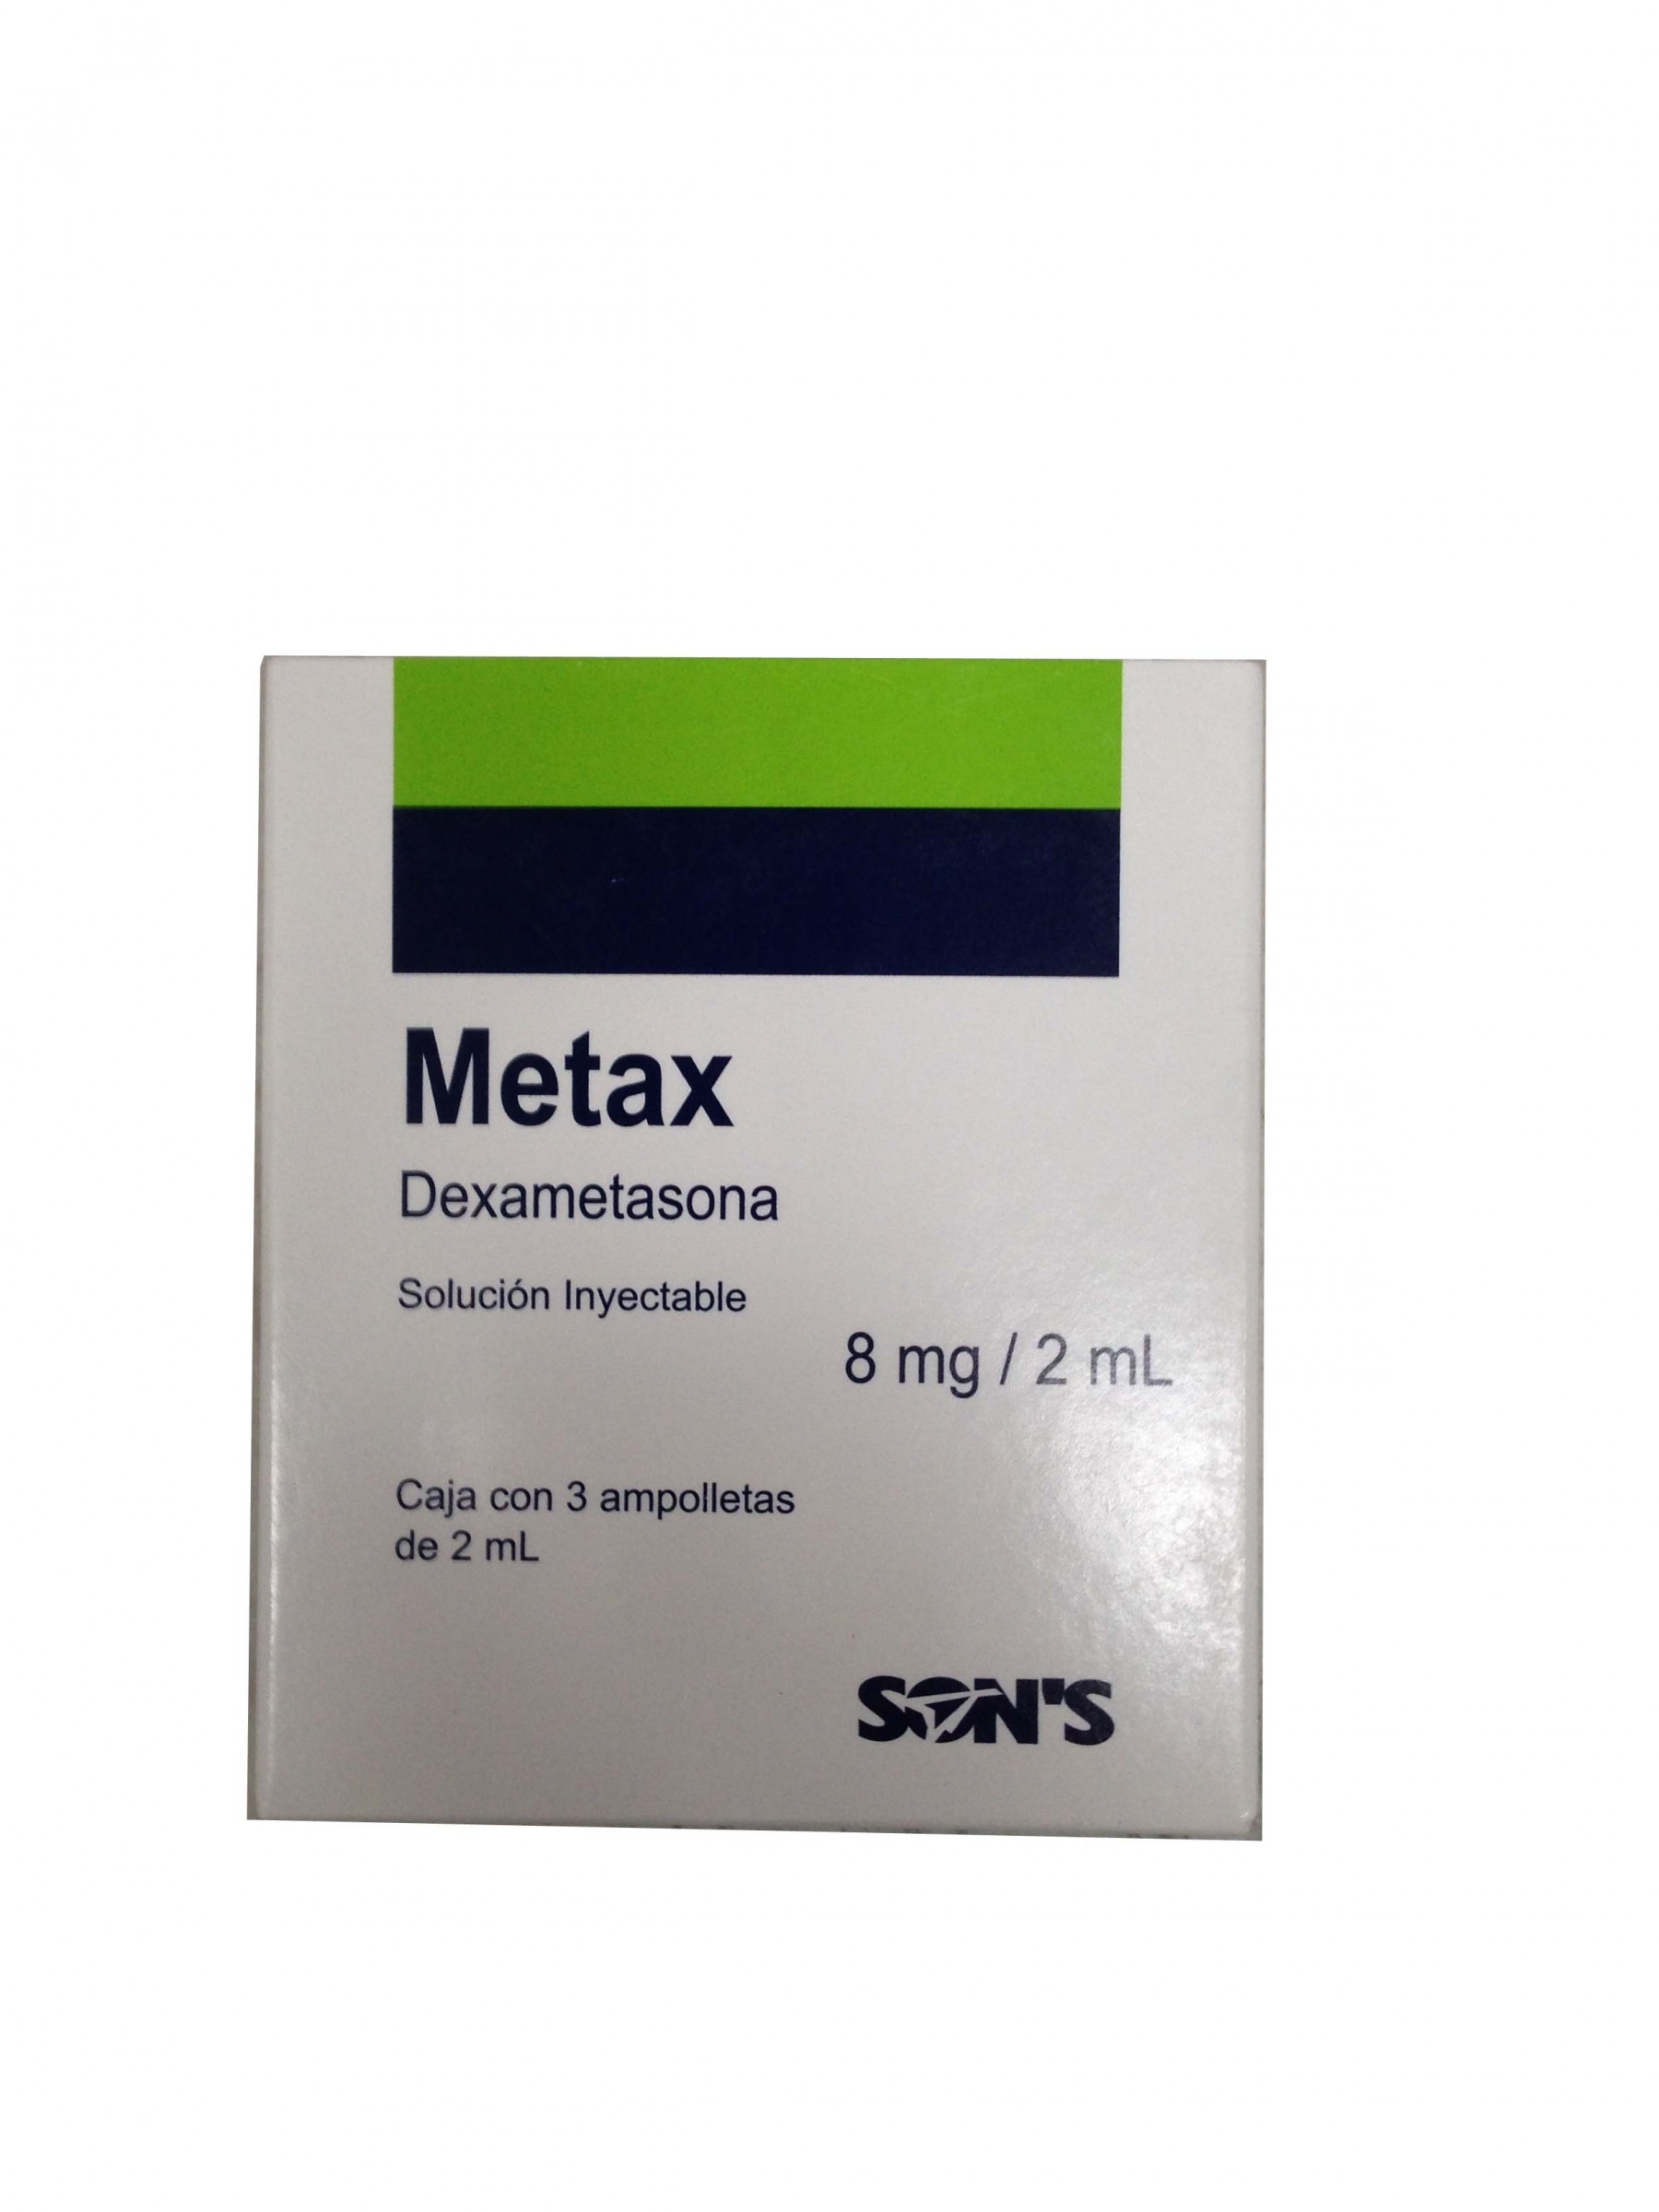 Metax
Dexametasona
Solución Inyectable
8 mg / 2 mL
Caja con 3 ampolletas
de 2 mL
SON'S